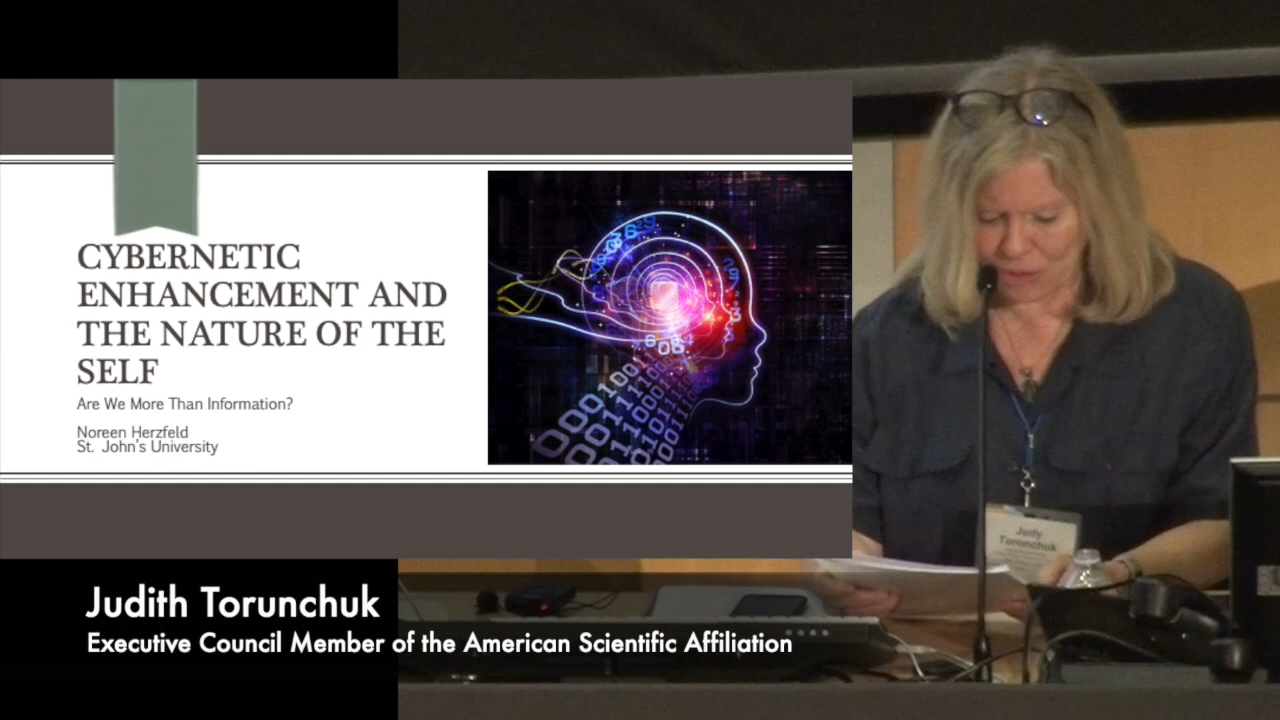 CYBERNETIC
ENHANCEMENT AND
THE NATURE OF THE
SELF
Are We More Than Information?
Noreen Herzfeld
St. John's University
Judy
Toronchuk
Judith Torunchuk
Executive Council Member of the American Scientific Affiliation